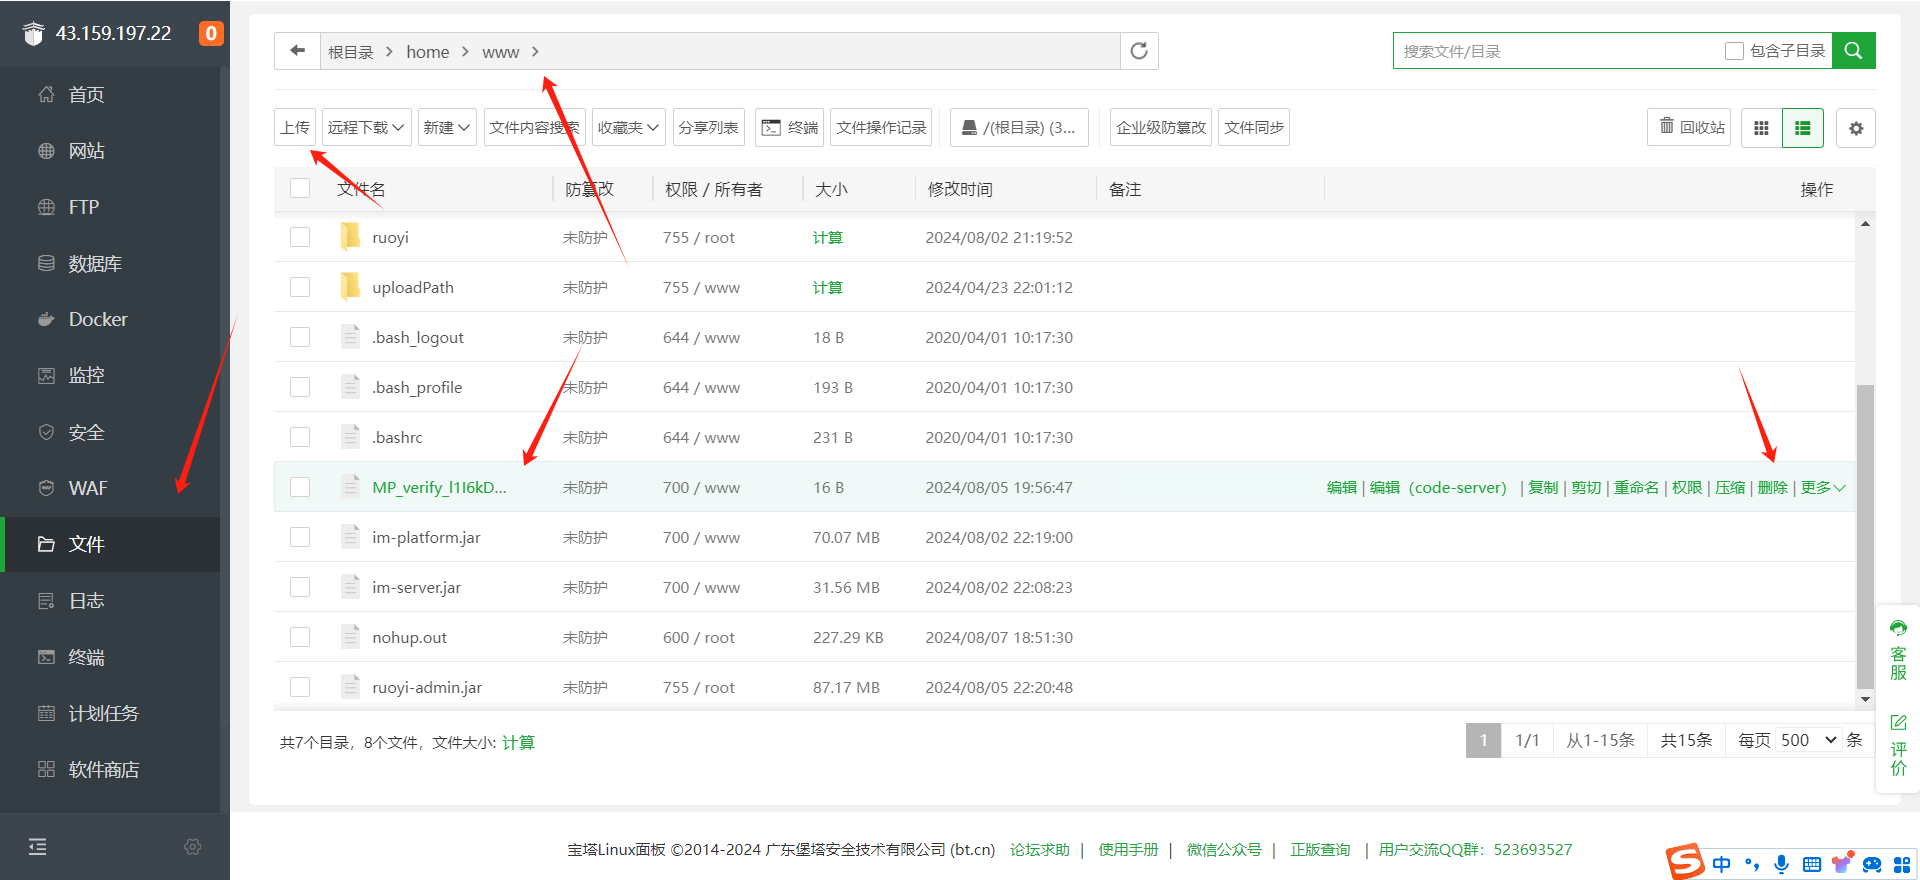 43.159.197.22 0
首页
网站
FTP
数据库
Docker
监控
安全
WAF
文件
日志
终端
计划任务
软件商店
根目录 > home > www >
搜索文件/目录 包含子目录
上传 远程下载 新建 文件内容搜索 收藏夹 分享列表 终端 文件操作记录 /(根目录) (3... 企业级防篡改 文件同步 回收站
文件名 防篡改 权限 / 所有者 大小 修改时间 备注 操作
ruoyi 未防护 755 / root 计算 2024/08/02 21:19:52
uploadPath 未防护 755 / www 计算 2024/04/23 22:01:12
.bash_logout 未防护 644 / www 18 B 2020/04/01 10:17:30
.bash_profile 未防护 644 / www 193 B 2020/04/01 10:17:30
.bashrc 未防护 644 / www 231 B 2020/04/01 10:17:30
MP_verify_l1I6kD... 未防护 700 / www 16 B 2024/08/05 19:56:47 编辑 | 编辑（code-server） | 复制 | 剪切 | 重命名 | 权限 | 压缩 | 删除 | 更多
im-platform.jar 未防护 700 / www 70.07 MB 2024/08/02 22:19:00
im-server.jar 未防护 700 / www 31.56 MB 2024/08/02 22:08:23
nohup.out 未防护 600 / root 227.29 KB 2024/08/07 18:51:30
ruoyi-admin.jar 未防护 755 / root 87.17 MB 2024/08/05 22:20:48
共7个目录，8个文件，文件大小: 计算
1 1/1 从1-15条 共15条 每页 500 条
客服
评价
宝塔Linux面板 ©2014-2024 广东堡塔安全技术有限公司 (bt.cn) 论坛求助 | 使用手册 | 微信公众号 | 正版查询 | 用户交流QQ群：523693527
S 中